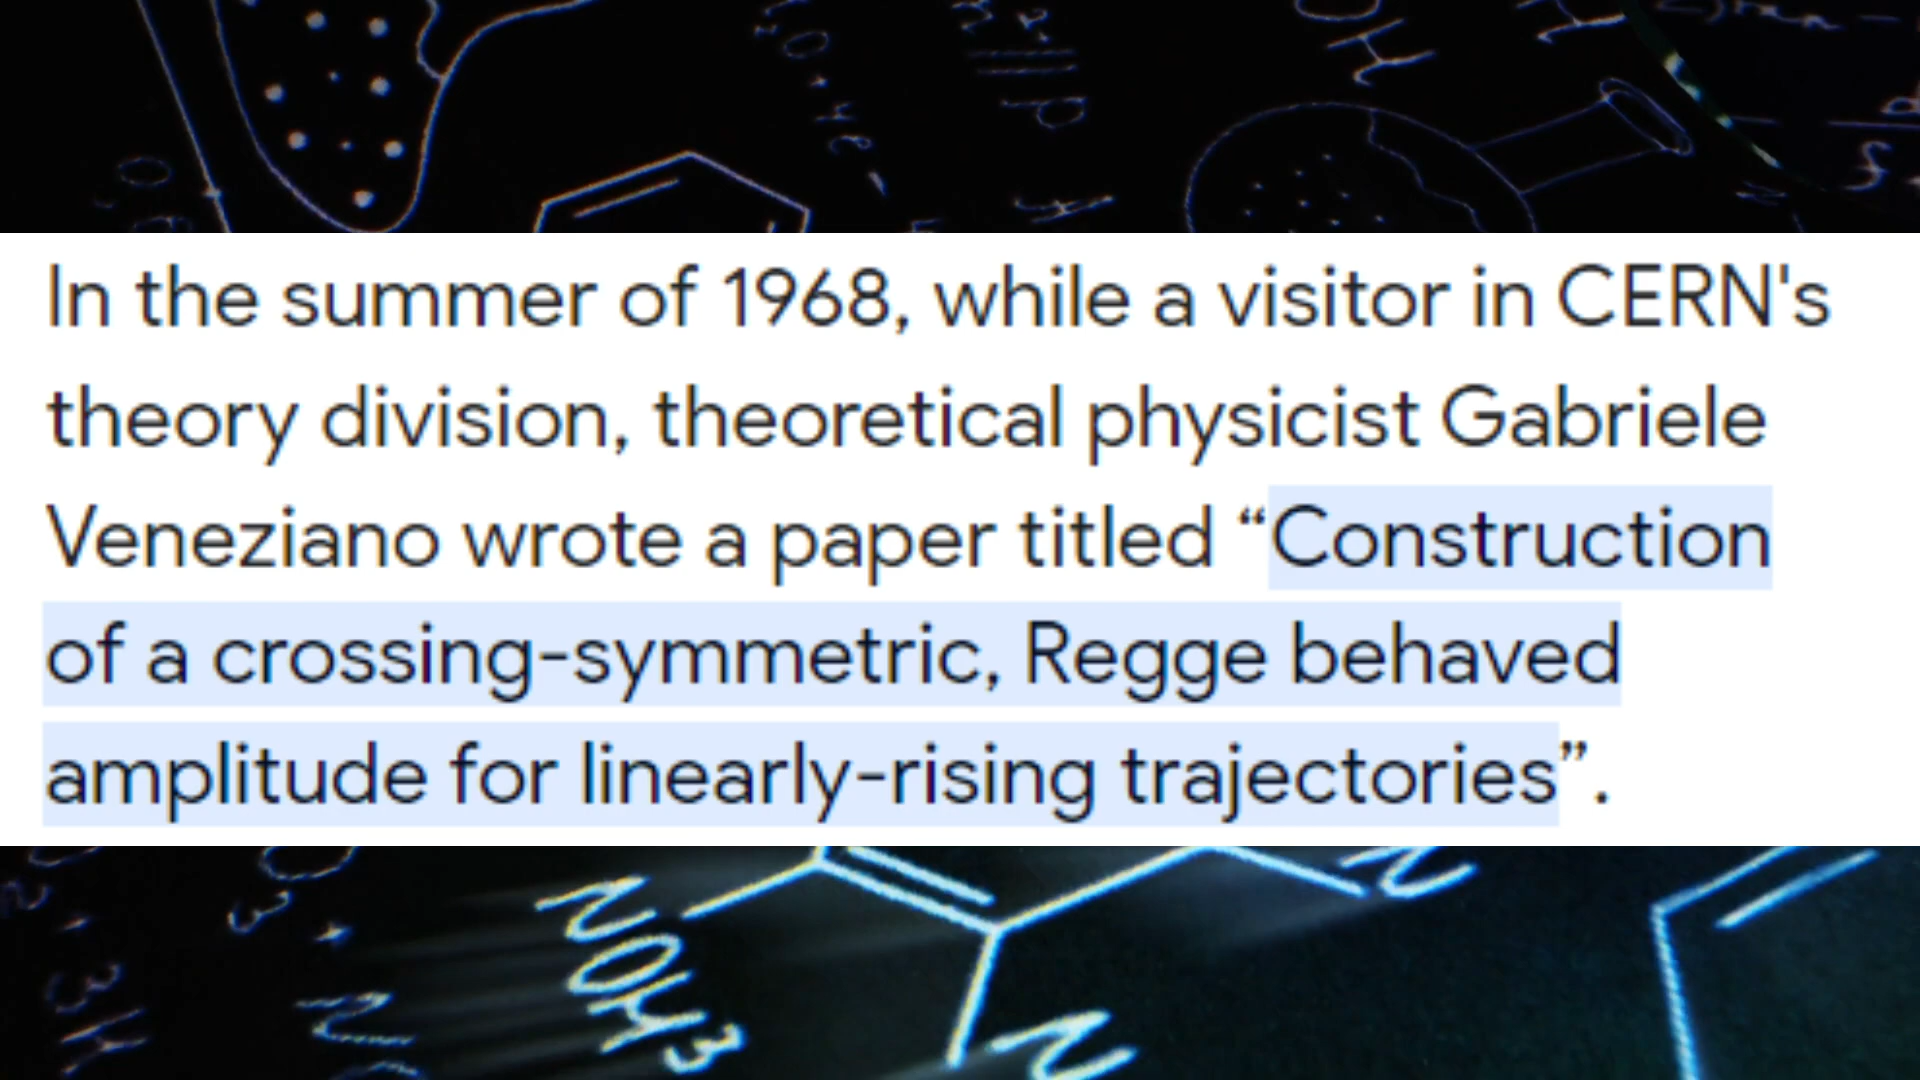 In the summer of 1968, while a visitor in CERN's
theory division, theoretical physicist Gabriele
Veneziano wrote a paper titled “Construction
of a crossing-symmetric, Regge behaved
amplitude for linearly-rising trajectories”.
NOH3
N